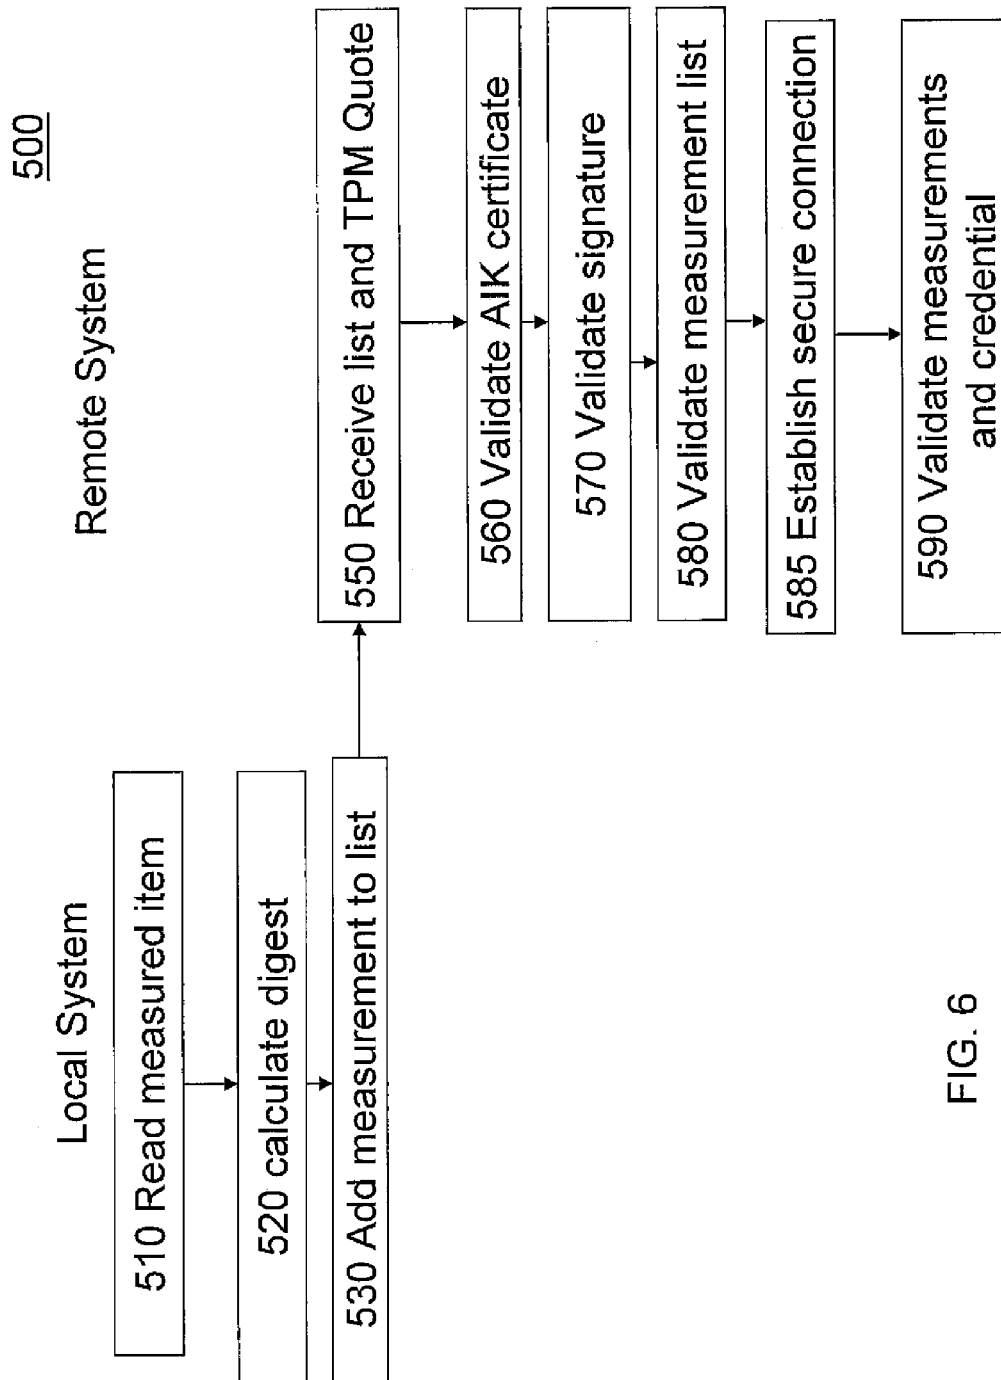 500
Local System
Remote System
510 Read measured item
520 calculate digest
530 Add measurement to list
550 Receive list and TPM Quote
560 Validate AIK certificate
570 Validate signature
580 Validate measurement list
585 Establish secure connection
590 Validate measurements
and credential
FIG. 6